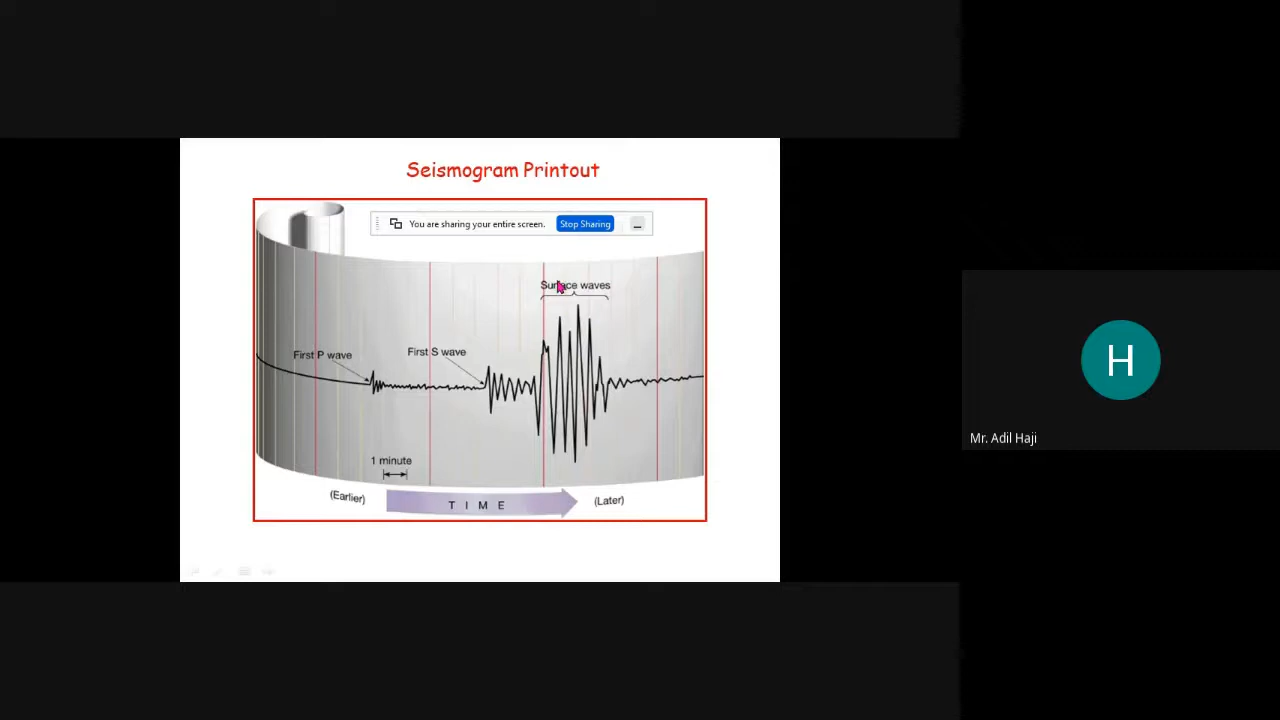 Seismogram Printout
You are sharing your entire screen. Stop Sharing
Surface waves
First P wave
First S wave
1 minute
(Earlier)
TIME
(Later)
H
Mr. Adil Haji